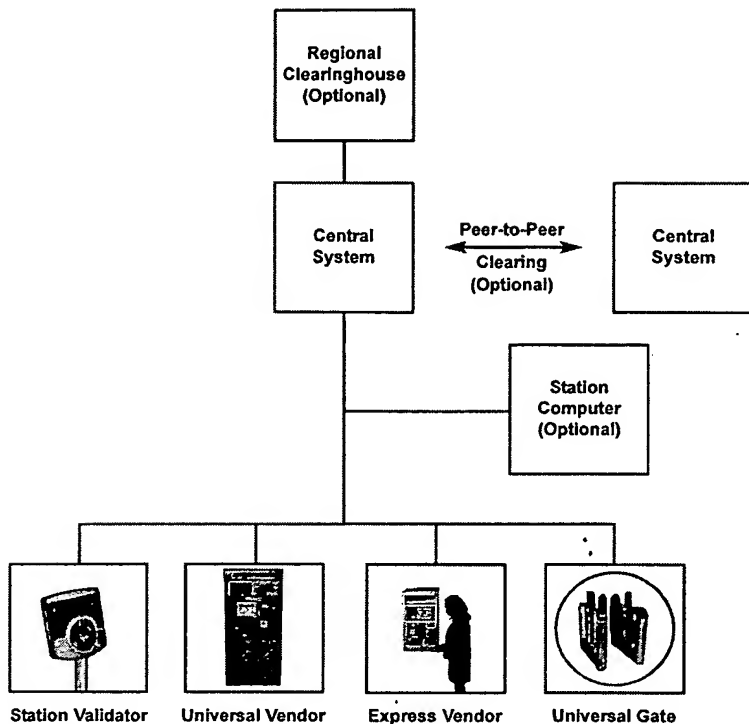 Regional
Clearinghouse
(Optional)
Central
System
Peer-to-Peer
Clearing
(Optional)
Central
System
Station
Computer
(Optional)
Station Validator
Universal Vendor
Express Vendor
Universal Gate